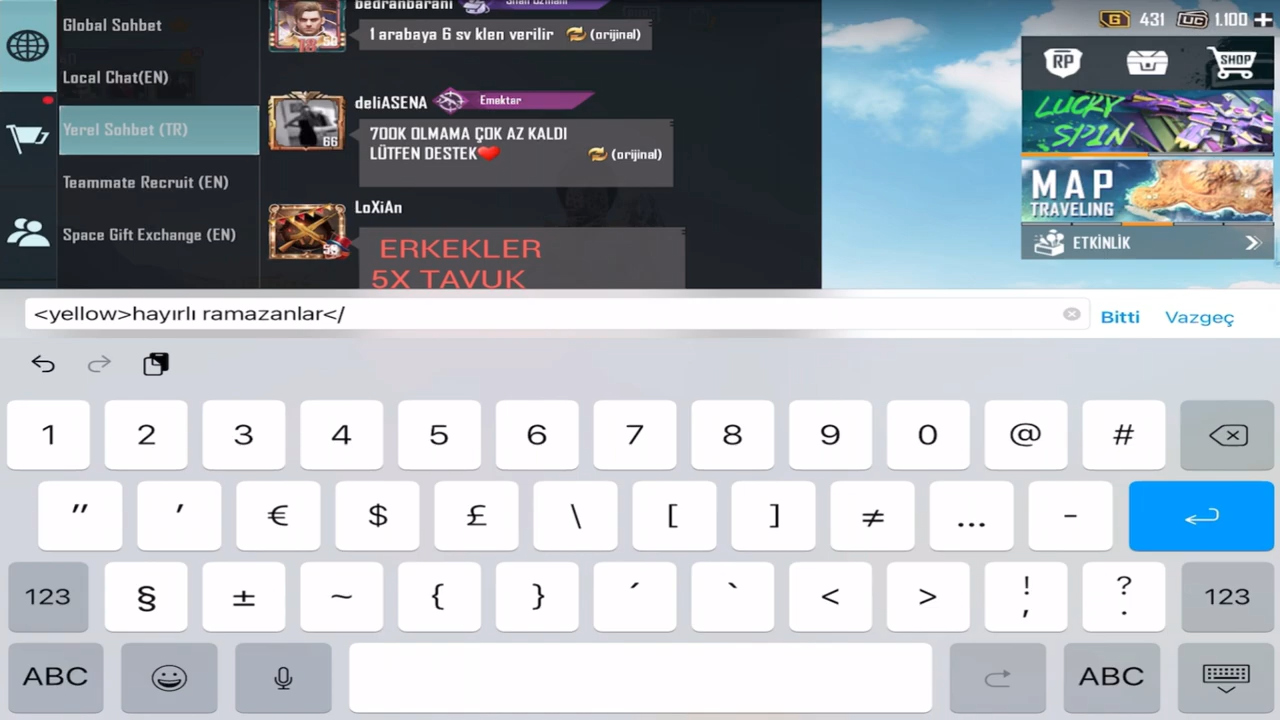 Global Sohbet
Local Chat(EN)
Yerel Sohbet (TR)
Teammate Recruit (EN)
Space Gift Exchange (EN)
bedranbarani
58
1 arabaya 6 sv klen verilir (orijinal)
deliASENA Emektar
66
700K OLMAMA ÇOK AZ KALDI
LÜTFEN DESTEK❤️ (orijinal)
LoXiAn
ERKEKLER
5X TAVUK
G 431 UC 1.100
RP SHOP
LUCKY
SPIN
MAP
TRAVELING
ETKİNLİK
<yellow>hayırlı ramazanlar</
Bitti Vazgeç
1 2 3 4 5 6 7 8 9 0 @ #
" ' € $ £ \ [ ] ≠ ... -
123 § ± ~ { } ´ ` < > ! , ? . 123
ABC ABC